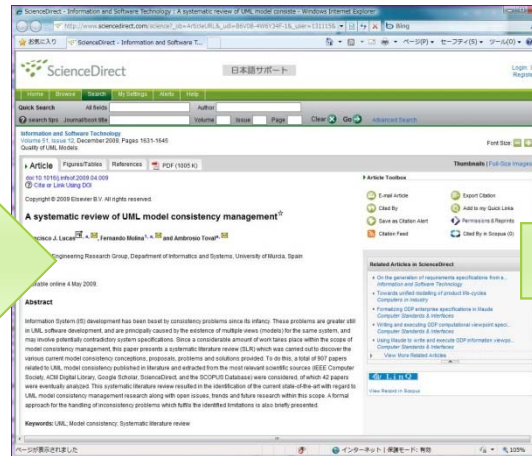 ScienceDirect - Information and Software Technology : A systematic review of UML model consiste - Windows Internet Explorer
Bing
お気に入り
ScienceDirect - Information and Software T...
ページ(P)
セーフティ(S)
ツール(O)
ScienceDirect
日本語サポート
Login:
Register
Home Browse Search My Settings Alerts Help
Quick Search All fields Author
search tips Journal/book title Volume Issue Page Clear Go Advanced Search
Information and Software Technology
Volume 51, Issue 12, December 2009, Pages 1631-1645
Quality of UML Models
Font Size:
Article Figures/Tables References PDF (1005 K)
Thumbnails | Full-Size Images
doi:10.1016/j.infsof.2009.04.009
Cite or Link Using DOI
Copyright © 2009 Elsevier B.V. All rights reserved.
A systematic review of UML model consistency management
Lucas, Fernando Molina and Ambrosio Toval
Engineering Research Group, Department of Informatics and Systems, University of Murcia, Spain
online 4 May 2009.
Abstract
Information System (IS) development has been beset by consistency problems since its infancy. These problems are greater still
in UML software development, and are principally caused by the existence of multiple views (models) for the same system, and
may involve potentially contradictory system specifications. Since a considerable amount of work takes place within the scope of
model consistency management, this paper presents a systematic literature review (SLR) which was carried out to discover the
various current model consistency conceptions, proposals, problems and solutions provided. To do this, a total of 907 papers
related to UML model consistency published in literature and extracted from the most relevant scientific sources (IEEE Computer
Society, ACM Digital Library, Google Scholar, ScienceDirect, and the SCOPUS Database) were considered, of which 42 papers
were eventually analyzed. This systematic literature review resulted in the identification of the current state-of-the-art with regard to
UML model consistency management research along with open issues, trends and future research within this scope. A formal
approach for the handling of inconsistency problems which fulfils the identified limitations is also briefly presented.
Keywords: UML; Model consistency; Systematic literature review
Article Toolbox
E-mail Article
Export Citation
Cited By
Add to my Quick Links
Save as Citation Alert
Permissions & Reprints
Citation Feed
Cited By in Scopus (0)
Related Articles in ScienceDirect
On the generation of requirements specifications from s...
Information and Software Technology
Towards unified modelling of product life-cycles
Computers in Industry
Formalizing ODP enterprise specifications in Maude
Computer Standards & Interfaces
Writing and executing ODP computational viewpoint speci...
Computer Standards & Interfaces
Using Maude to write and execute ODP information viewpo...
Computer Standards & Interfaces
View More Related Articles
View Record in Scopus
ページが表示されました
インターネット | 保護モード: 有効
103%